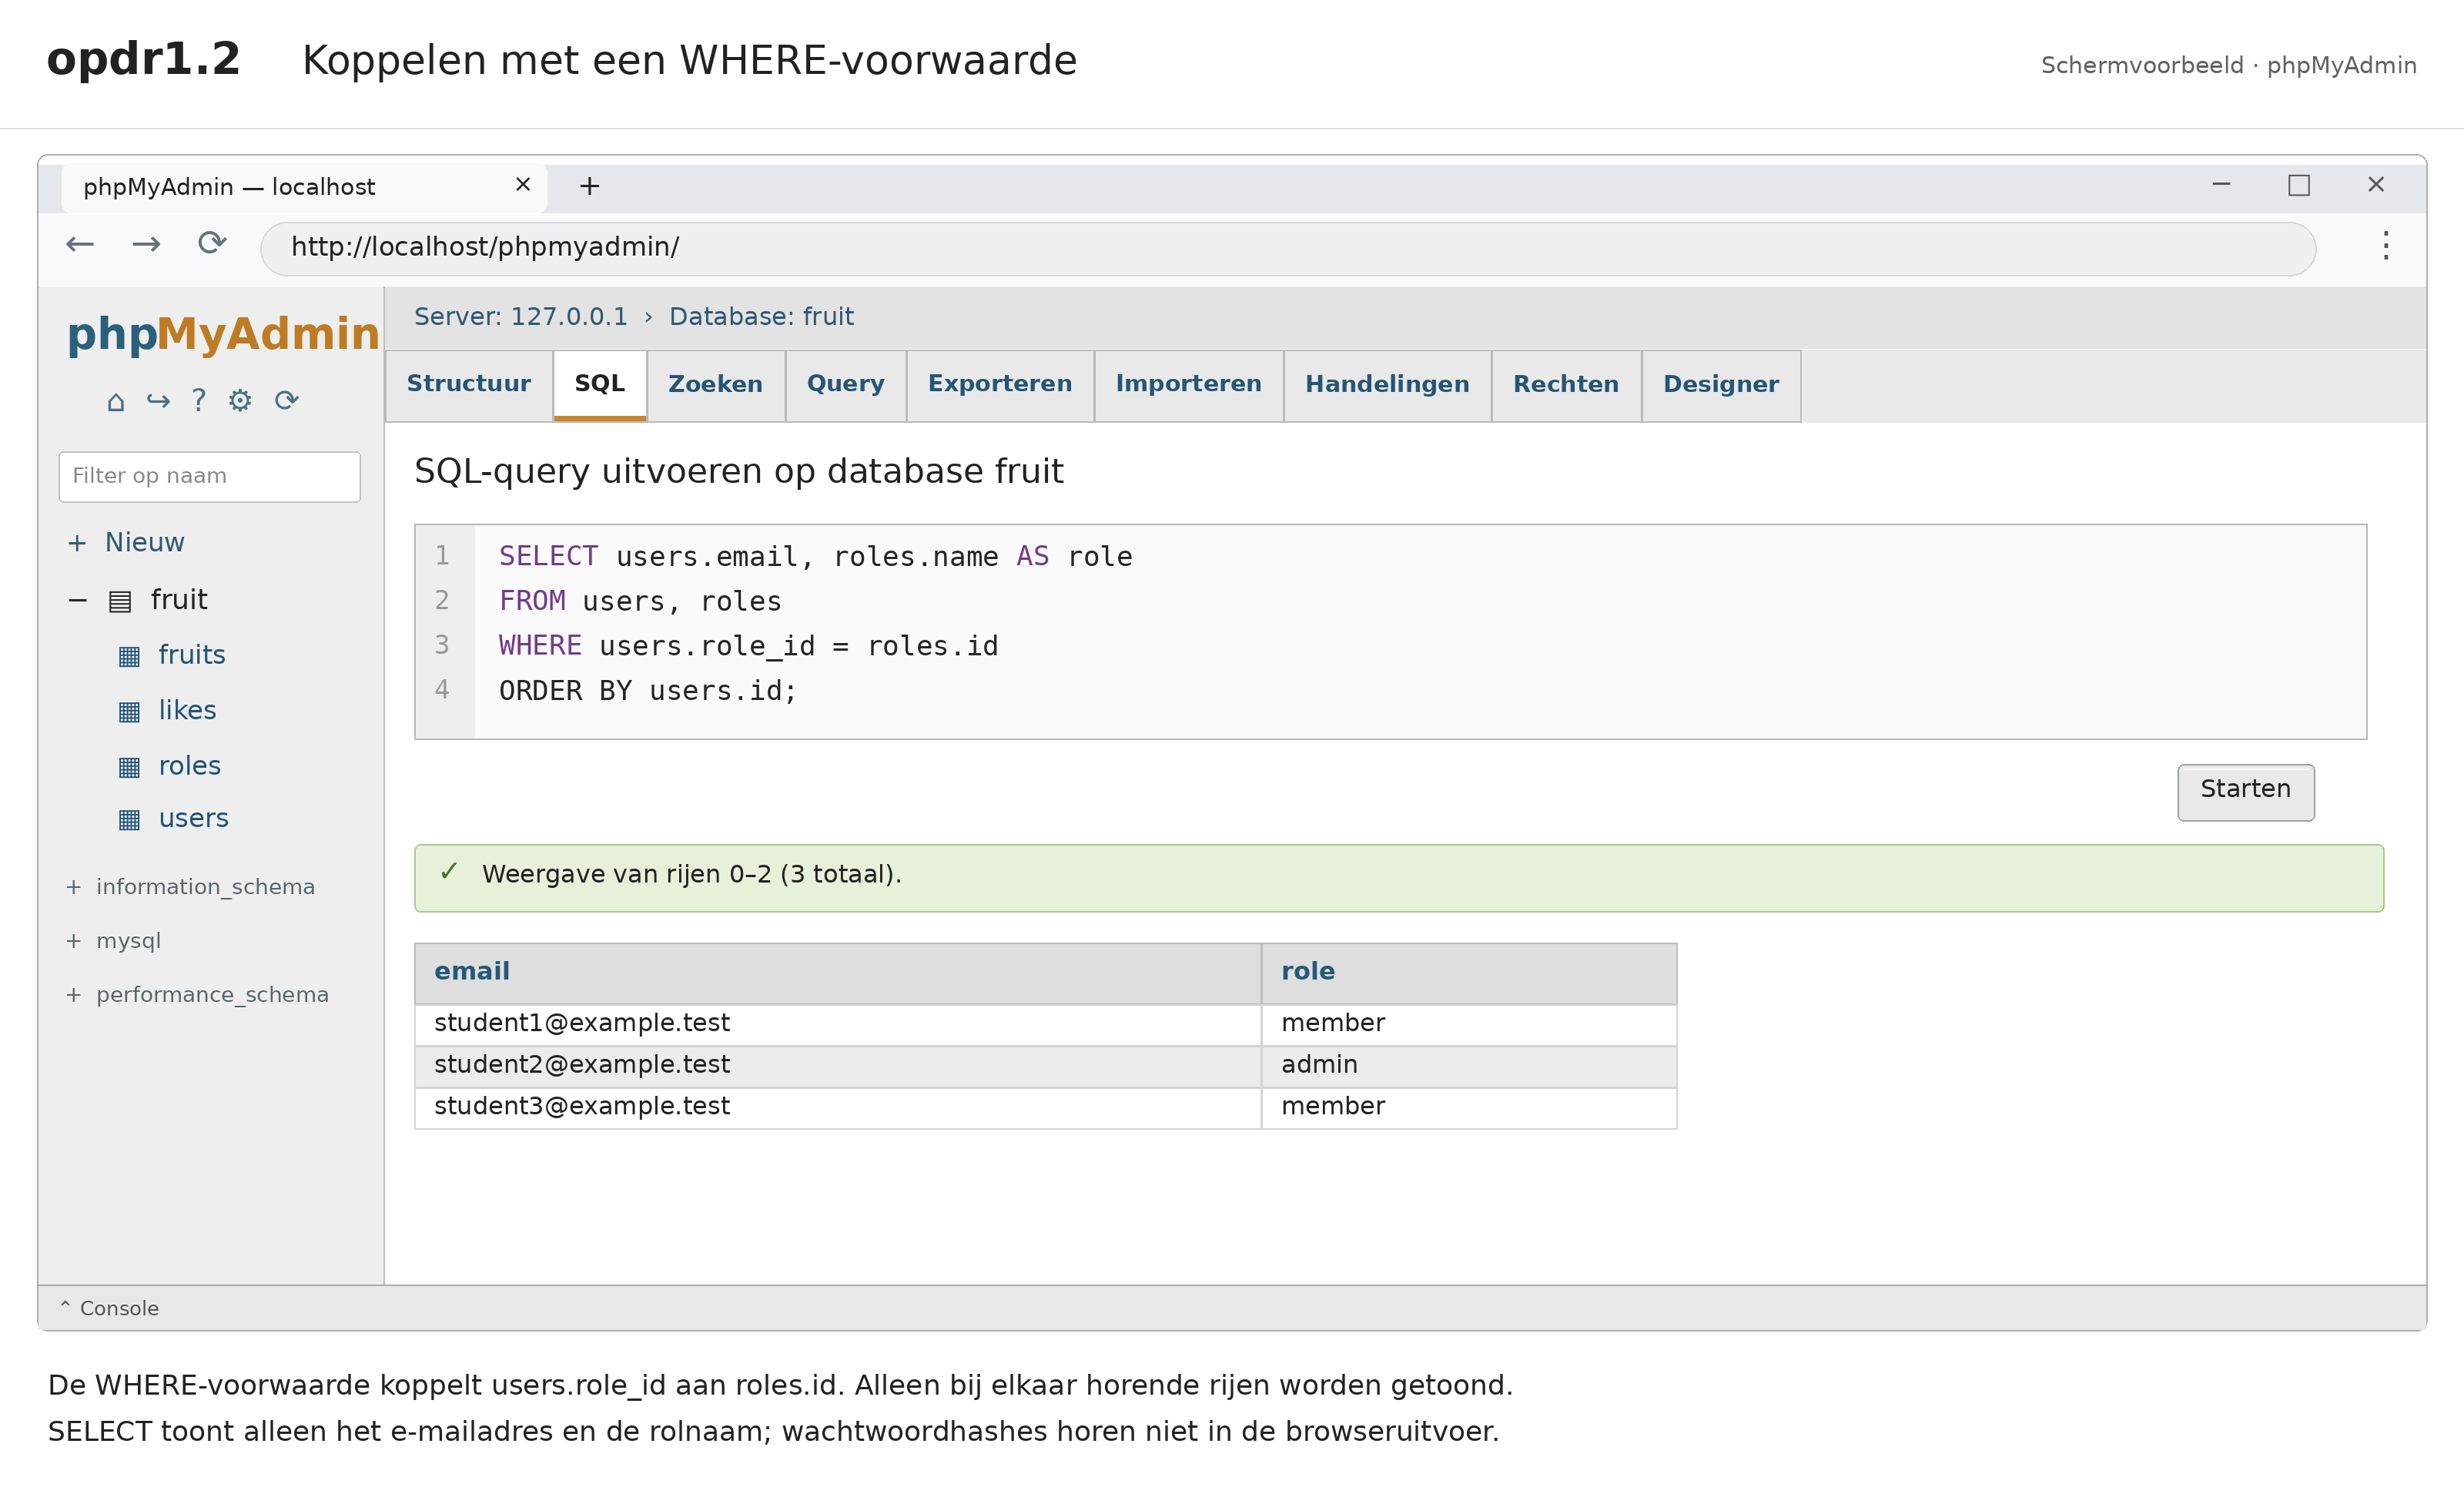 opdr1.2 Koppelen met een WHERE-voorwaarde
Schermvoorbeeld · phpMyAdmin
phpMyAdmin — localhost × +
− □ ×
← → ⟳ http://localhost/phpmyadmin/ ⋮
phpMyAdmin
⌂ ↪ ? ⚙ ⟳
Filter op naam
+ Nieuw
− ▤ fruit
▦ fruits
▦ likes
▦ roles
▦ users
+ information_schema
+ mysql
+ performance_schema
Server: 127.0.0.1 › Database: fruit
Structuur SQL Zoeken Query Exporteren Importeren Handelingen Rechten Designer
SQL-query uitvoeren op database fruit
1 SELECT users.email, roles.name AS role
2 FROM users, roles
3 WHERE users.role_id = roles.id
4 ORDER BY users.id;
Starten
✓ Weergave van rijen 0–2 (3 totaal).
email role
student1@example.test member
student2@example.test admin
student3@example.test member
⌃ Console
De WHERE-voorwaarde koppelt users.role_id aan roles.id. Alleen bij elkaar horende rijen worden getoond.
SELECT toont alleen het e-mailadres en de rolnaam; wachtwoordhashes horen niet in de browseruitvoer.